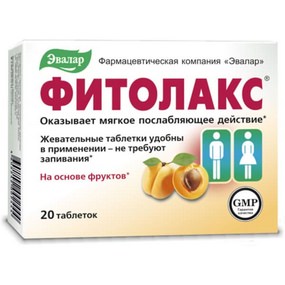 Эвалар
Фармацевтическая компания «Эвалар»
ФИТОЛАКС®
Оказывает мягкое послабляющее действие*
Жевательные таблетки удобны
в применении – не требуют
запивания*
На основе фруктов*
20 таблеток
GMP